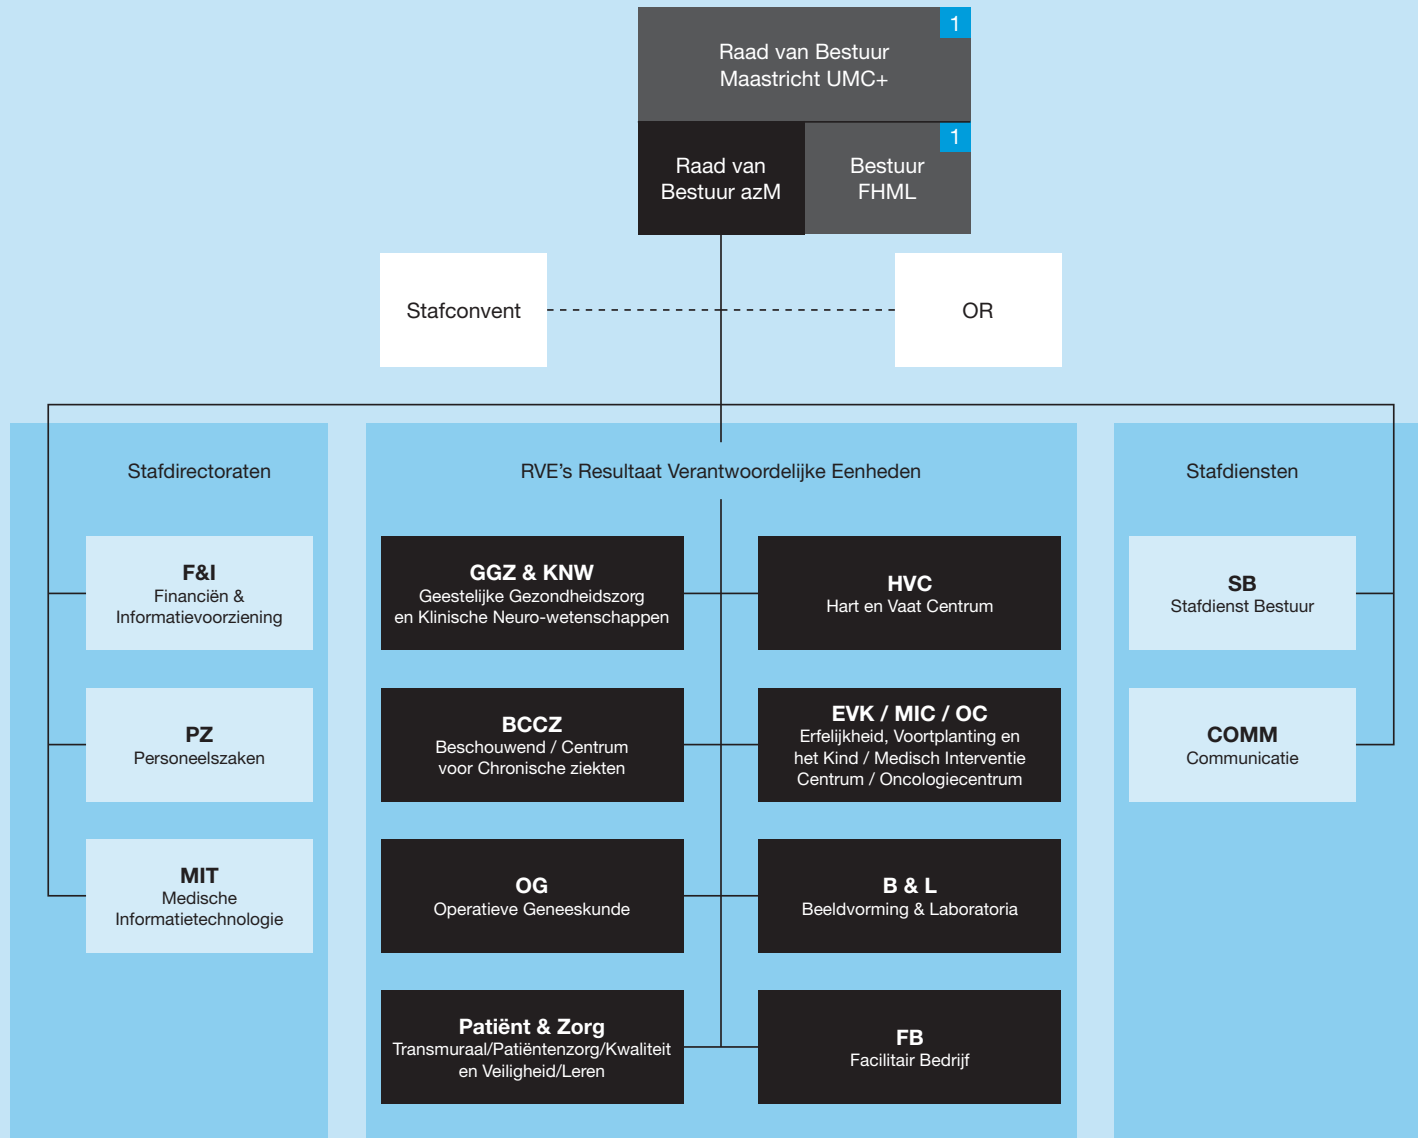 1
Raad van Bestuur
Maastricht UMC+
Raad van
Bestuur azM
1
Bestuur
FHML
Stafconvent
OR
Stafdirectoraten
F&I
Financiën &
Informatievoorziening
PZ
Personeelszaken
MIT
Medische
Informatietechnologie
RVE's Resultaat Verantwoordelijke Eenheden
GGZ & KNW
Geestelijke Gezondheidszorg
en Klinische Neuro-wetenschappen
HVC
Hart en Vaat Centrum
BCCZ
Beschouwend / Centrum
voor Chronische ziekten
EVK / MIC / OC
Erfelijkheid, Voortplanting en
het Kind / Medisch Interventie
Centrum / Oncologiecentrum
OG
Operatieve Geneeskunde
B & L
Beeldvorming & Laboratoria
Patiënt & Zorg
Transmuraal/Patiëntenzorg/Kwaliteit
en Veiligheid/Leren
FB
Facilitair Bedrijf
Stafdiensten
SB
Stafdienst Bestuur
COMM
Communicatie